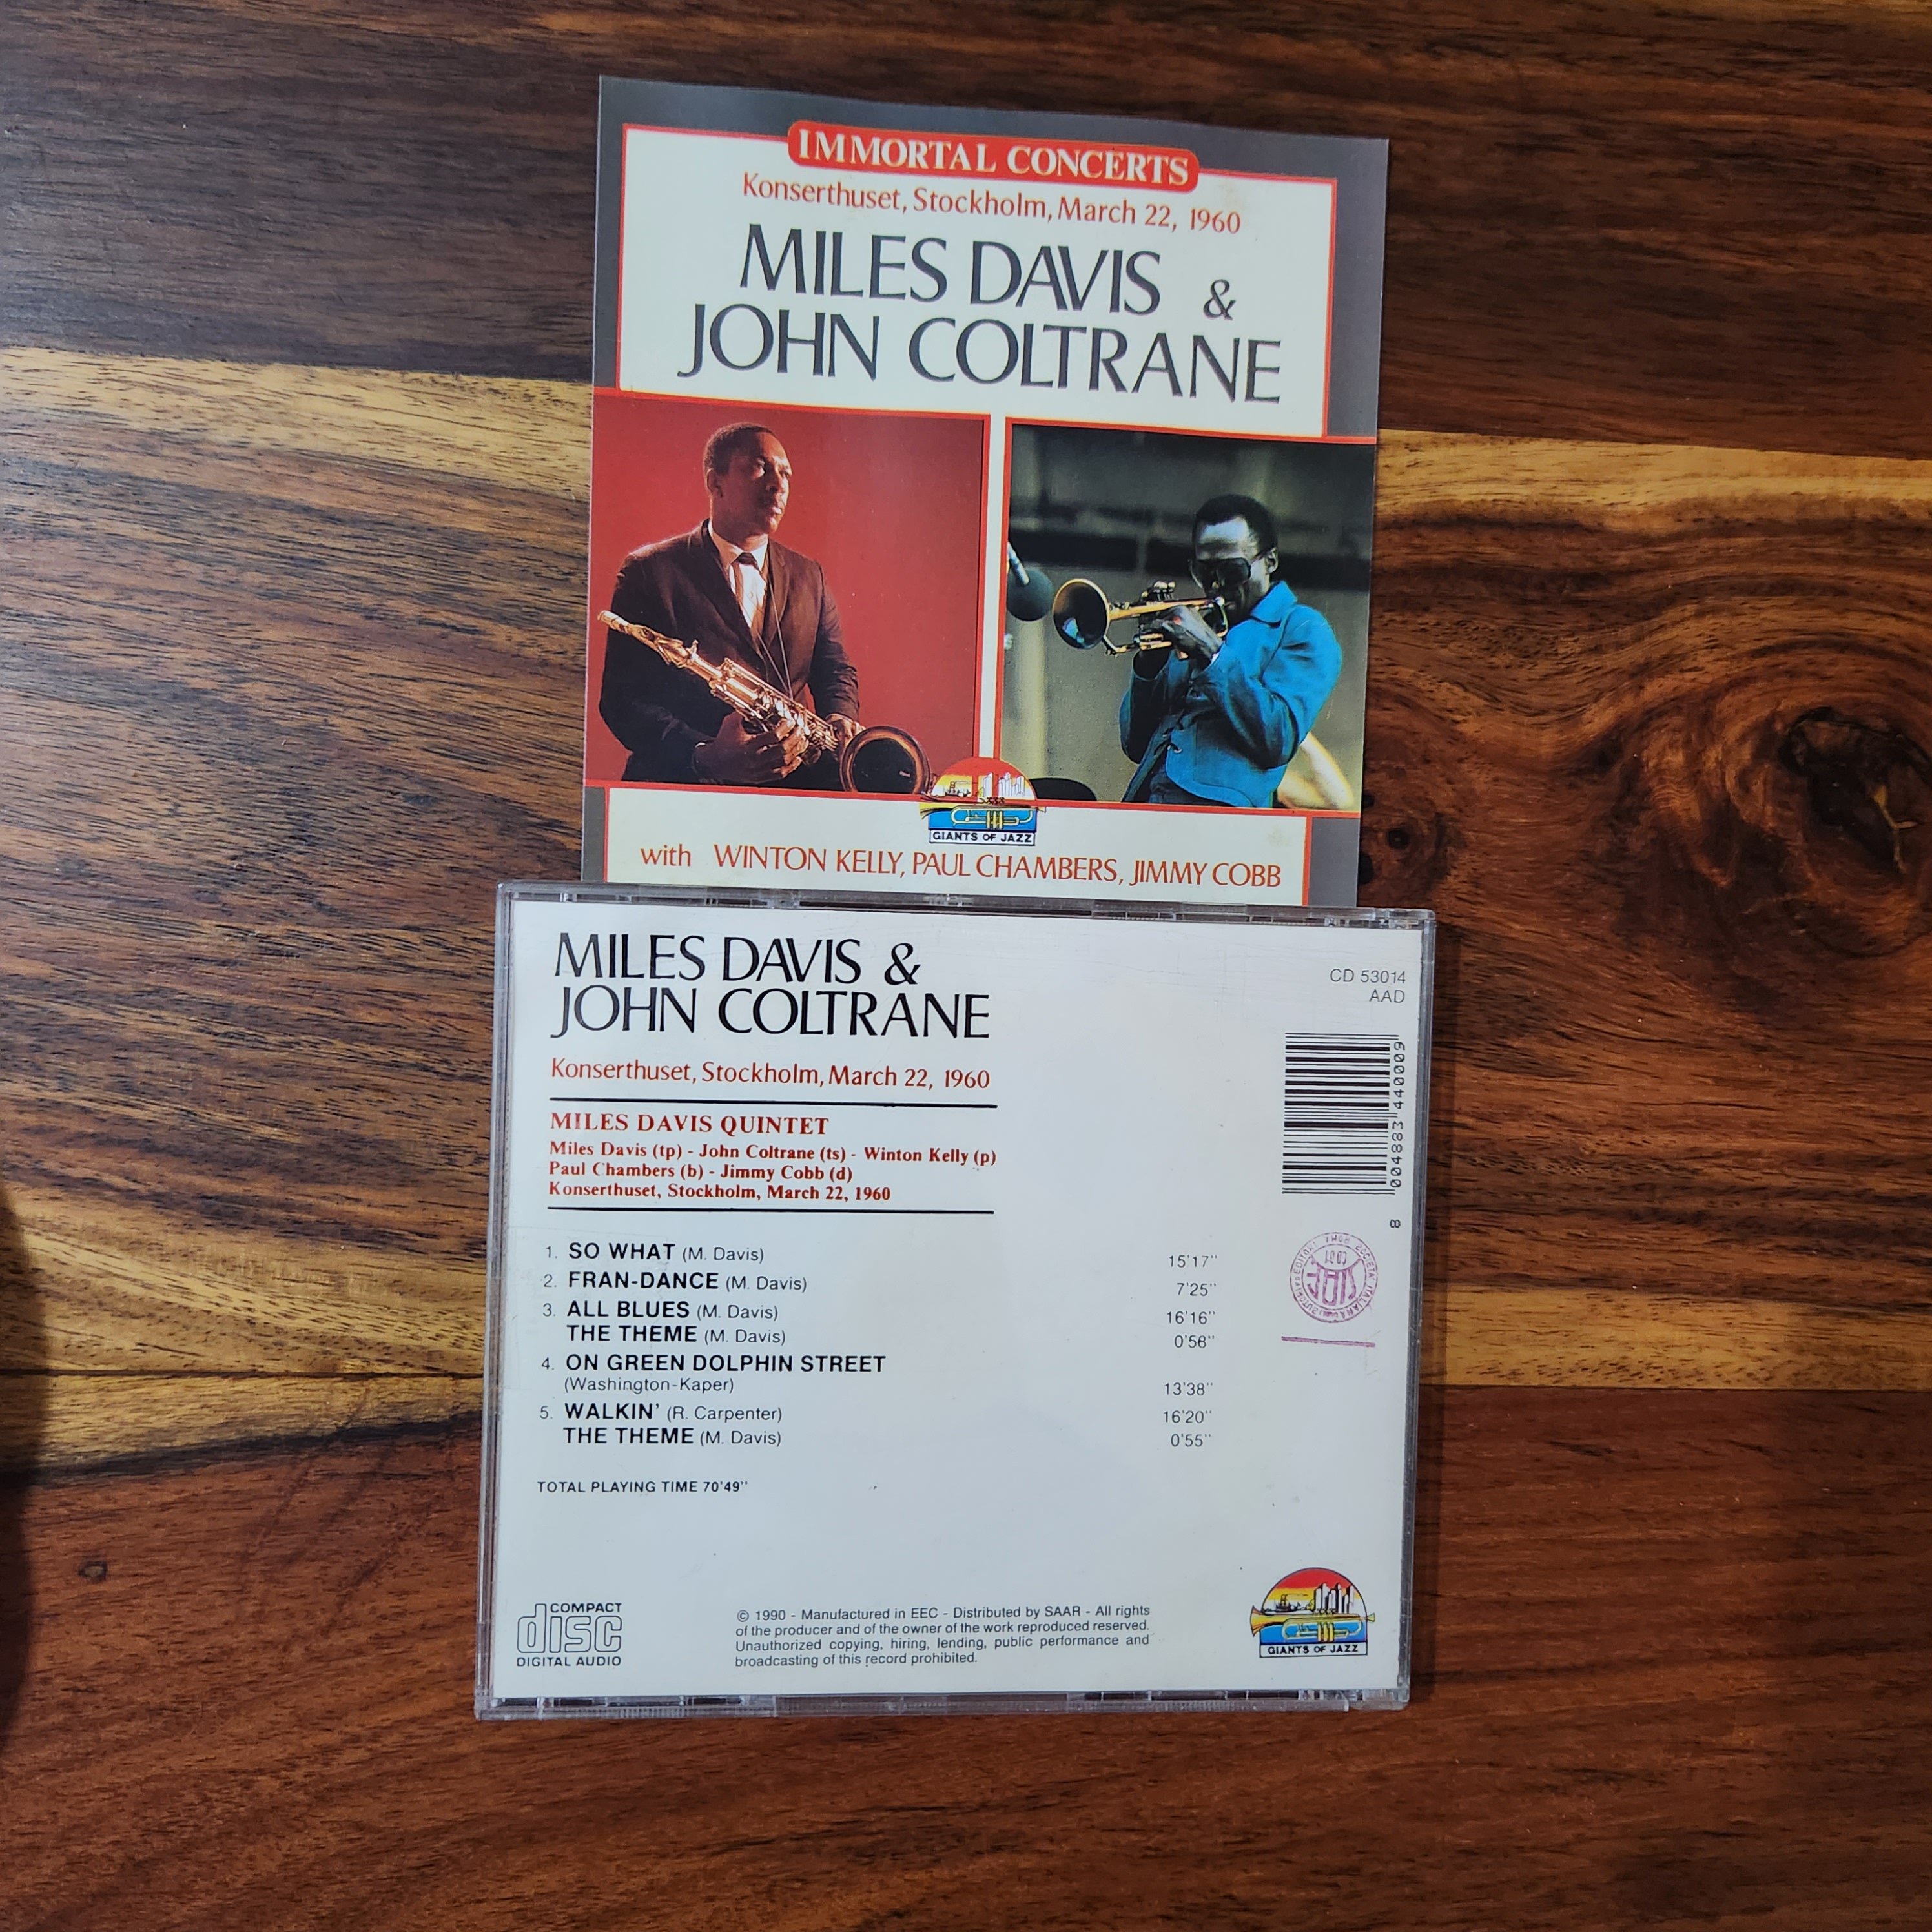 IMMORTAL CONCERTS
Konserthuset, Stockholm, March 22, 1960
MILES DAVIS &
JOHN COLTRANE
GIANTS OF JAZZ
with WINTON KELLY, PAUL CHAMBERS, JIMMY COBB
MILES DAVIS &
JOHN COLTRANE
CD 53014
AAD
Konserthuset, Stockholm, March 22, 1960
MILES DAVIS QUINTET
Miles Davis (tp) - John Coltrane (ts) - Winton Kelly (p)
Paul Chambers (b) - Jimmy Cobb (d)
Konserthuset, Stockholm, March 22, 1960
8 004883 440009
1. SO WHAT (M. Davis) 15'17"
2. FRAN-DANCE (M. Davis) 7'25"
3. ALL BLUES (M. Davis) 16'16"
THE THEME (M. Davis) 0'56"
4. ON GREEN DOLPHIN STREET
(Washington-Kaper) 13'38"
5. WALKIN' (R. Carpenter) 16'20"
THE THEME (M. Davis) 0'55"
TOTAL PLAYING TIME 70'49"
COMPACT
disc
DIGITAL AUDIO
© 1990 - Manufactured in EEC - Distributed by SAAR - All rights
of the producer and of the owner of the work reproduced reserved.
Unauthorized copying, hiring, lending, public performance and
broadcasting of this record prohibited.
GIANTS OF JAZZ